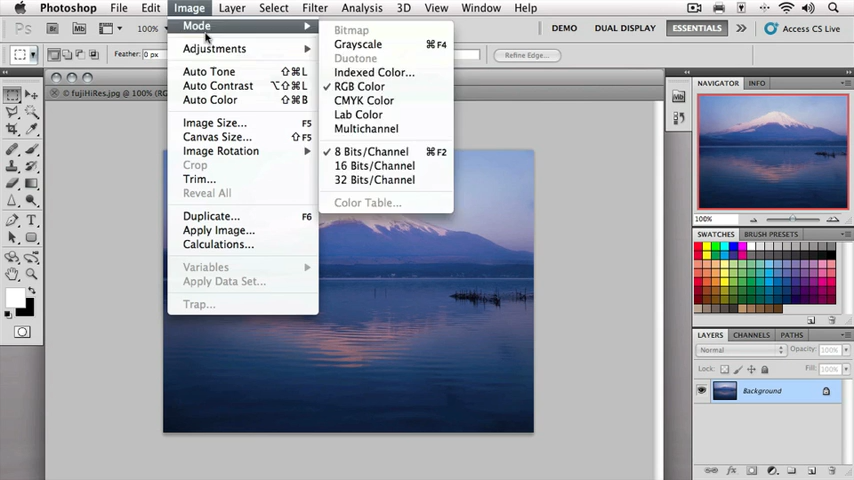 Photoshop File Edit Image Layer Select Filter Analysis 3D View Window Help
Ps Br 100% DEMO DUAL DISPLAY ESSENTIALS Access CS Live
Feather: 0 px Refine Edge...
fujiHiRes.jpg @ 100%
Mode
Adjustments
Auto Tone ⇧⌘L
Auto Contrast ⌥⇧⌘L
Auto Color ⇧⌘B
Image Size... F5
Canvas Size... ⇧F5
Image Rotation
Crop
Trim...
Reveal All
Duplicate... F6
Apply Image...
Calculations...
Variables
Apply Data Set...
Trap...
Bitmap
Grayscale ⌘F4
Duotone
Indexed Color...
✓ RGB Color
CMYK Color
Lab Color
Multichannel
✓ 8 Bits/Channel ⌘F2
16 Bits/Channel
32 Bits/Channel
Color Table...
NAVIGATOR INFO
100%
SWATCHES BRUSH PRESETS
LAYERS CHANNELS PATHS
Normal Opacity: 100%
Lock: Fill: 100%
Background